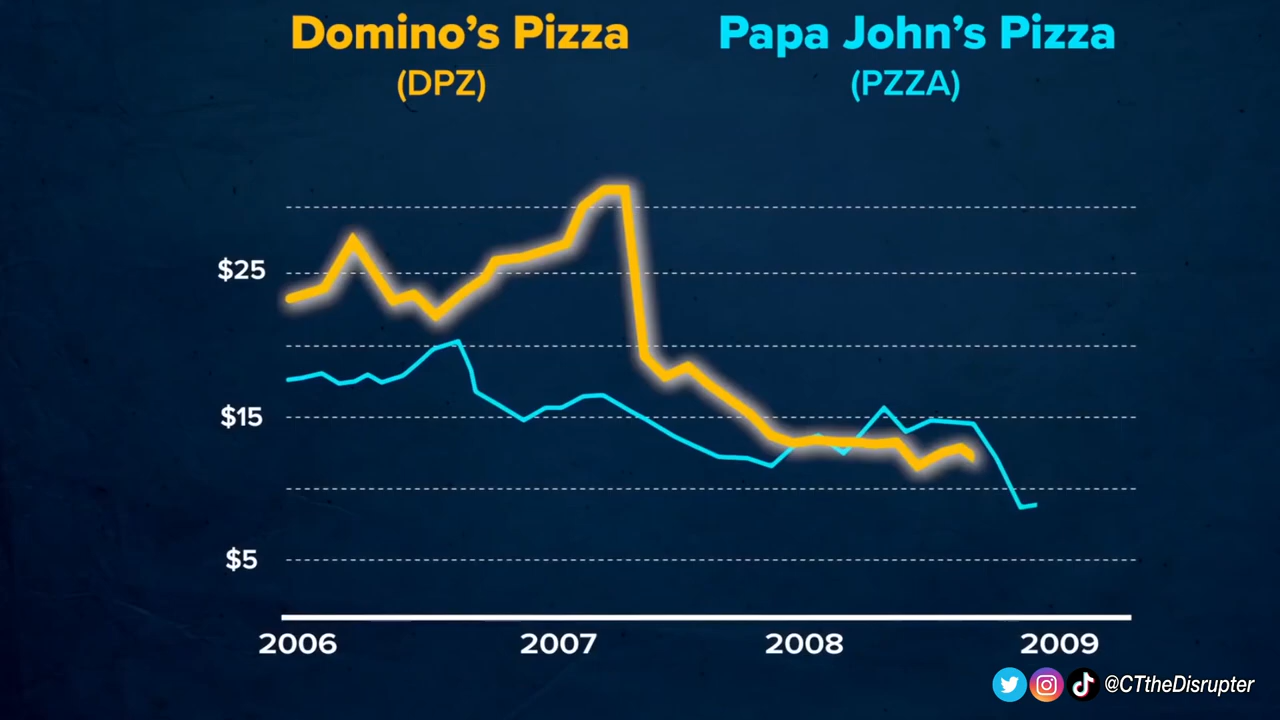 Domino’s Pizza
(DPZ)
Papa John’s Pizza
(PZZA)
$25
$15
$5
2006
2007
2008
2009
@CTtheDisrupter